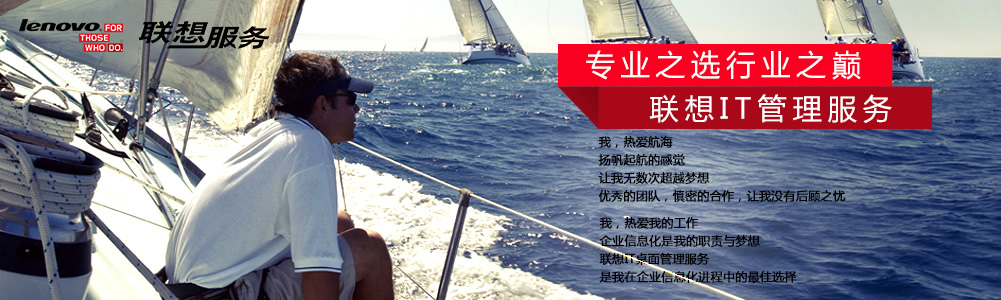 lenovo FOR THOSE WHO DO. 联想服务
专业之选行业之巅
联想IT管理服务
我，热爱航海
扬帆起航的感觉
让我无数次超越梦想
优秀的团队，慎密的合作，让我没有后顾之忧
我，热爱我的工作
企业信息化是我的职责与梦想
联想IT桌面管理服务
是我在企业信息化进程中的最佳选择